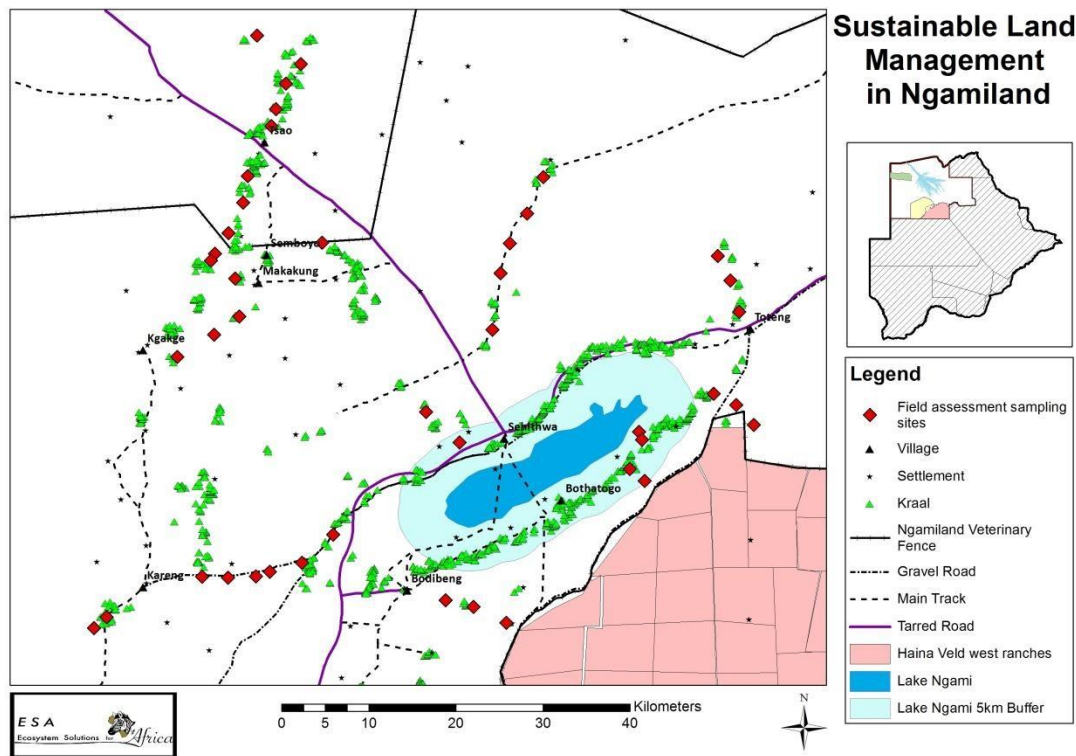 Sustainable Land
Management
in Ngamiland
Tsao
Semboyo
Makakung
Kgakge
Toteng
Sehithwa
Bothatogo
Kareng
Bodibeng
Legend
Field assessment sampling
sites
Village
Settlement
Kraal
Ngamiland Veterinary
Fence
Gravel Road
Main Track
Tarred Road
Haina Veld west ranches
Lake Ngami
Lake Ngami 5km Buffer
ESA
Ecosystem Solutions for Africa
Kilometers
0 5 10 20 30 40
N